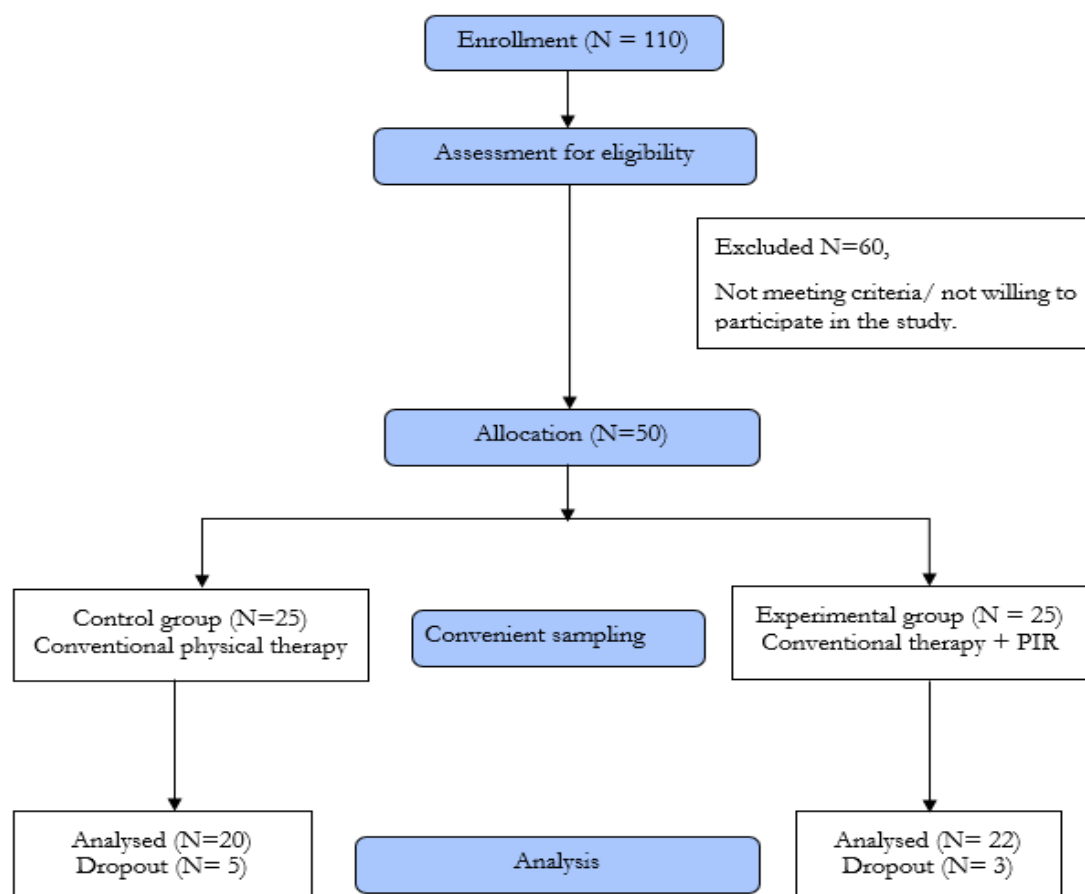 Enrollment (N = 110)
Assessment for eligibility
Excluded N=60,
Not meeting criteria/ not willing to
participate in the study.
Allocation (N=50)
Control group (N=25)
Conventional physical therapy
Convenient sampling
Experimental group (N = 25)
Conventional therapy + PIR
Analysed (N=20)
Dropout (N= 5)
Analysis
Analysed (N= 22)
Dropout (N= 3)